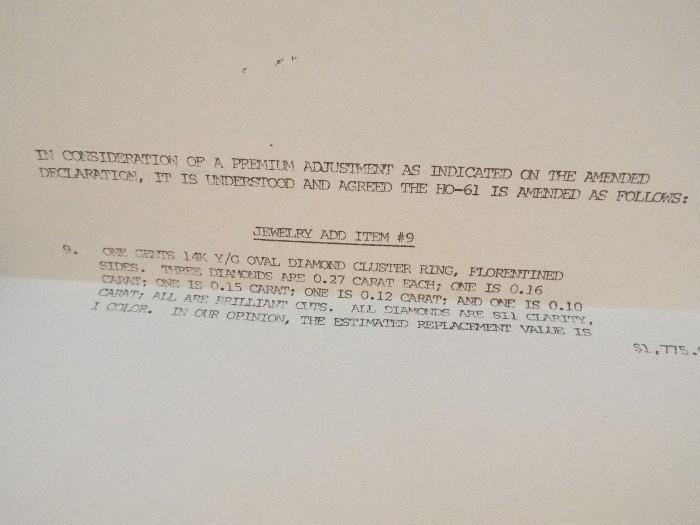 IN CONSIDERATION OF A PREMIUM ADJUSTMENT AS INDICATED ON THE AMENDED
DECLARATION, IT IS UNDERSTOOD AND AGREED THE HO-61 IS AMENDED AS FOLLOWS:
JEWELRY ADD ITEM #9
9. ONE GENTS 14K Y/G OVAL DIAMOND CLUSTER RING, FLORENTINED
SIDES. THREE DIAMONDS ARE 0.27 CARAT EACH; ONE IS 0.16
CARAT; ONE IS 0.15 CARAT; ONE IS 0.12 CARAT; AND ONE IS 0.10
CARAT; ALL ARE BRILLIANT CUTS. ALL DIAMONDS ARE SI1 CLARITY,
I COLOR. IN OUR OPINION, THE ESTIMATED REPLACEMENT VALUE IS
$1,775.